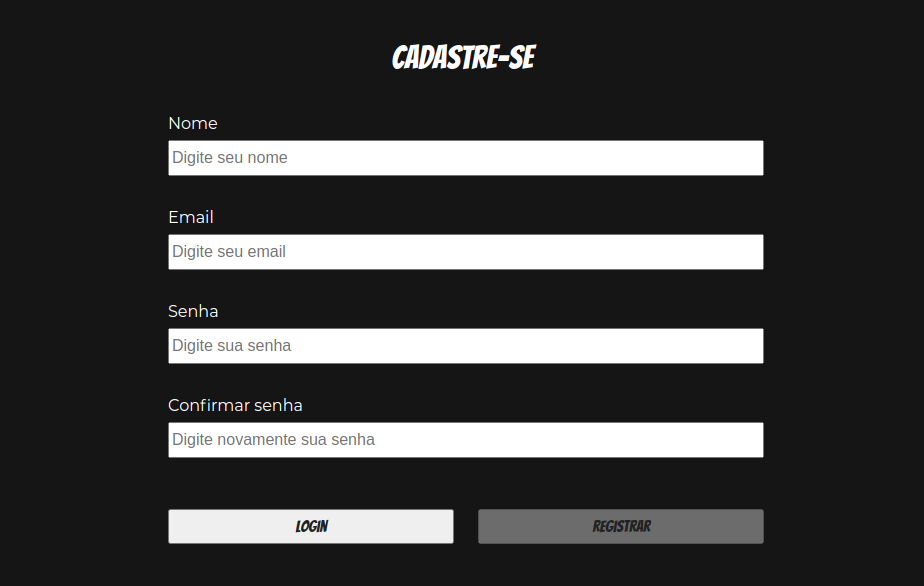 CADASTRE-SE
Nome
Digite seu nome
Email
Digite seu email
Senha
Digite sua senha
Confirmar senha
Digite novamente sua senha
LOGIN
REGISTRAR